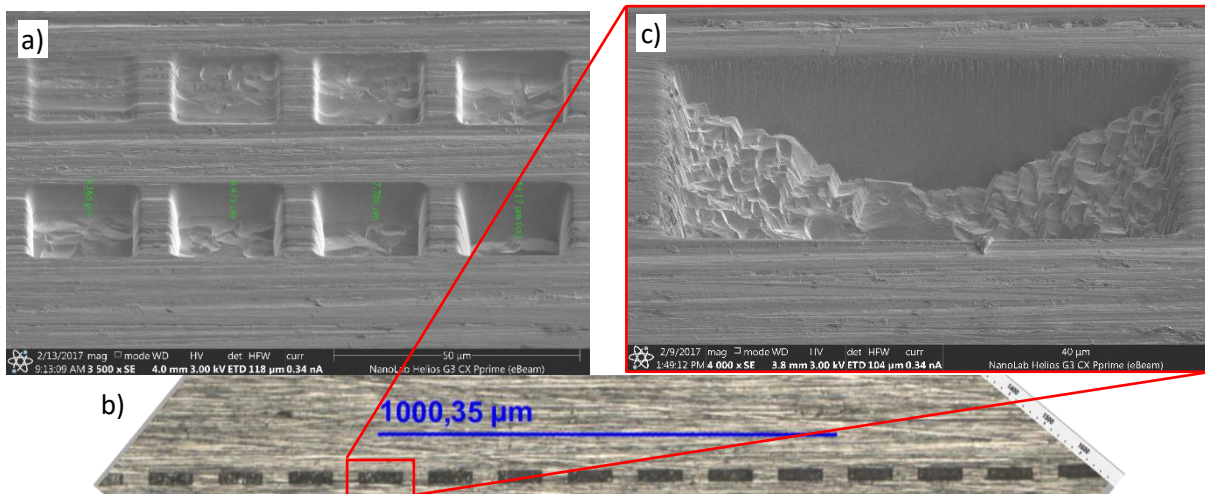 a)
2/13/2017 mag mode WD HV det HFW curr
9:13:09 AM 3 500 x SE 4.0 mm 3.00 kV ETD 118 µm 0.34 nA
50 µm
NanoLab Helios G3 CX Pprime (eBeam)
c)
2/9/2017 mag mode WD HV det HFW curr
1:49:12 PM 4 000 x SE 3.8 mm 3.00 kV ETD 104 µm 0.34 nA
40 µm
NanoLab Helios G3 CX Pprime (eBeam)
b)
1000,35 µm